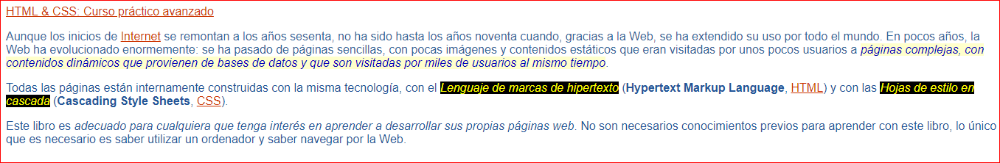 HTML & CSS: Curso práctico avanzado
Aunque los inicios de Internet se remontan a los años sesenta, no ha sido hasta los años noventa cuando, gracias a la Web, se ha extendido su uso por todo el mundo. En pocos años, la
Web ha evolucionado enormemente: se ha pasado de páginas sencillas, con pocas imágenes y contenidos estáticos que eran visitadas por unos pocos usuarios a páginas complejas, con
contenidos dinámicos que provienen de bases de datos y que son visitadas por miles de usuarios al mismo tiempo.
Todas las páginas están internamente construidas con la misma tecnología, con el Lenguaje de marcas de hipertexto (Hypertext Markup Language, HTML) y con las Hojas de estilo en
cascada (Cascading Style Sheets, CSS).
Este libro es adecuado para cualquiera que tenga interés en aprender a desarrollar sus propias páginas web. No son necesarios conocimientos previos para aprender con este libro, lo único
que es necesario es saber utilizar un ordenador y saber navegar por la Web.